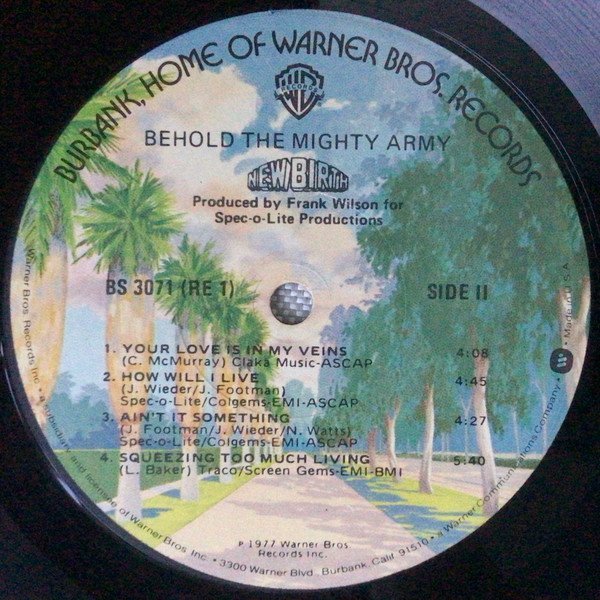 BURBANK, HOME OF WARNER BROS. RECORDS
WB
RECORDS
BEHOLD THE MIGHTY ARMY
NEW BIRTH
Produced by Frank Wilson for
Spec-o-Lite Productions
BS 3071 (RE 1)
SIDE II
1. YOUR LOVE IS IN MY VEINS 4:08
(C. McMurray) Claka Music-ASCAP
2. HOW WILL I LIVE 4:45
(J. Wieder/J. Footman)
Spec-o-Lite/Colgems-EMI-ASCAP
3. AIN'T IT SOMETHING 4:27
(J. Footman/J. Wieder/N. Watts)
Spec-o-Lite/Colgems-EMI-ASCAP
4. SQUEEZING TOO MUCH LIVING 5:40
(L. Baker) Traco/Screen Gems-EMI-BMI
℗ 1977 Warner Bros.
Records Inc.
Warner Bros. Records Inc. • a subsidiary and licensee of Warner Bros. Inc. • 3300 Warner Blvd., Burbank, Calif. 91510 • a Warner Communications Company. • Made in U.S.A.